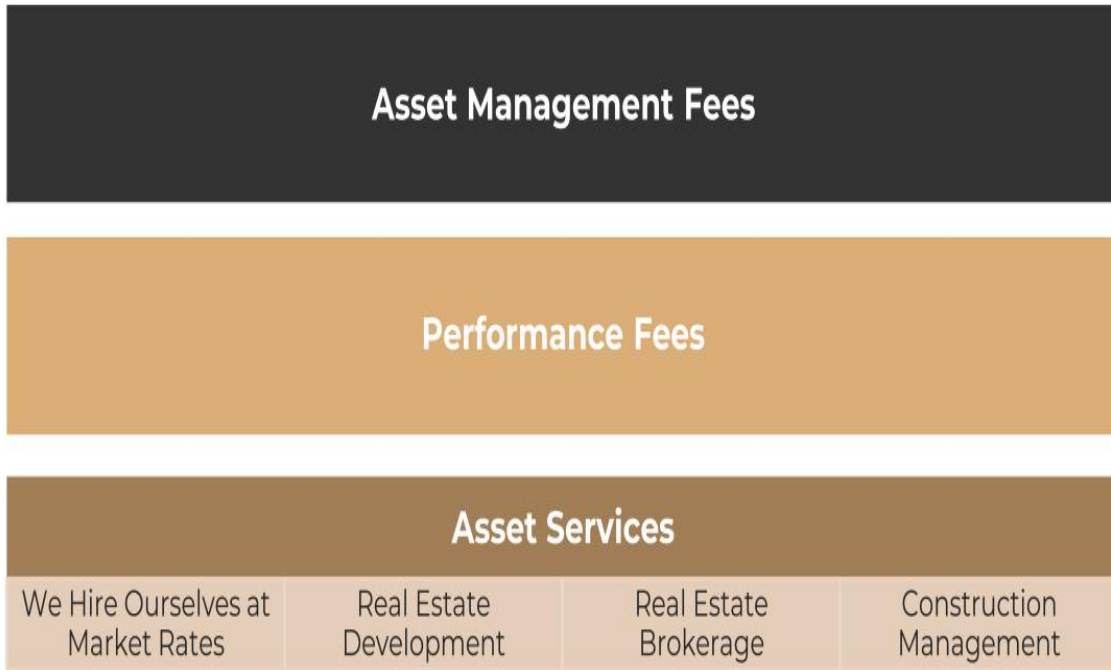 Asset Management Fees
Performance Fees
Asset Services
We Hire Ourselves at
Market Rates
Real Estate
Development
Real Estate
Brokerage
Construction
Management